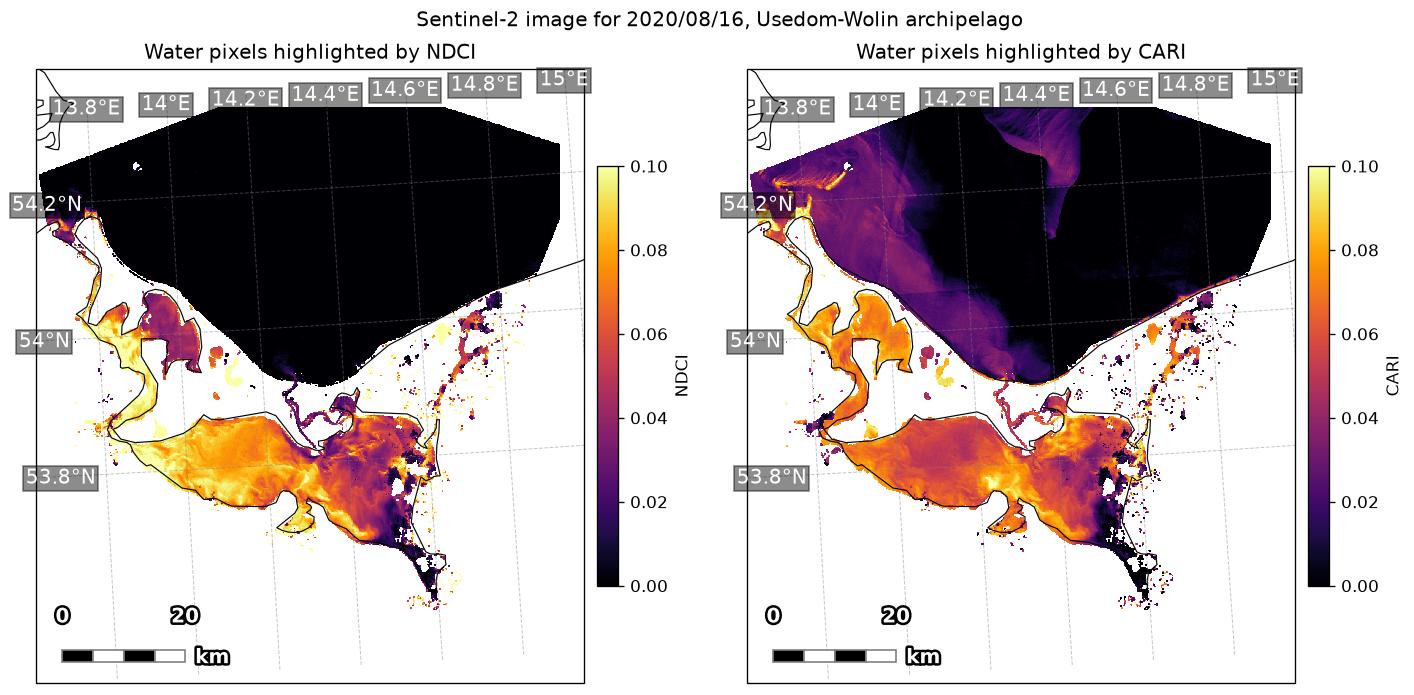 Sentinel-2 image for 2020/08/16, Usedom-Wolin archipelago
Water pixels highlighted by NDCI
13.8°E 14°E 14.2°E 14.4°E 14.6°E 14.8°E 15°E
54.2°N
54°N
53.8°N
0 20
km
0.10
0.08
0.06
0.04
0.02
0.00
NDCI
Water pixels highlighted by CARI
13.8°E 14°E 14.2°E 14.4°E 14.6°E 14.8°E 15°E
54.2°N
54°N
53.8°N
0 20
km
0.10
0.08
0.06
0.04
0.02
0.00
CARI